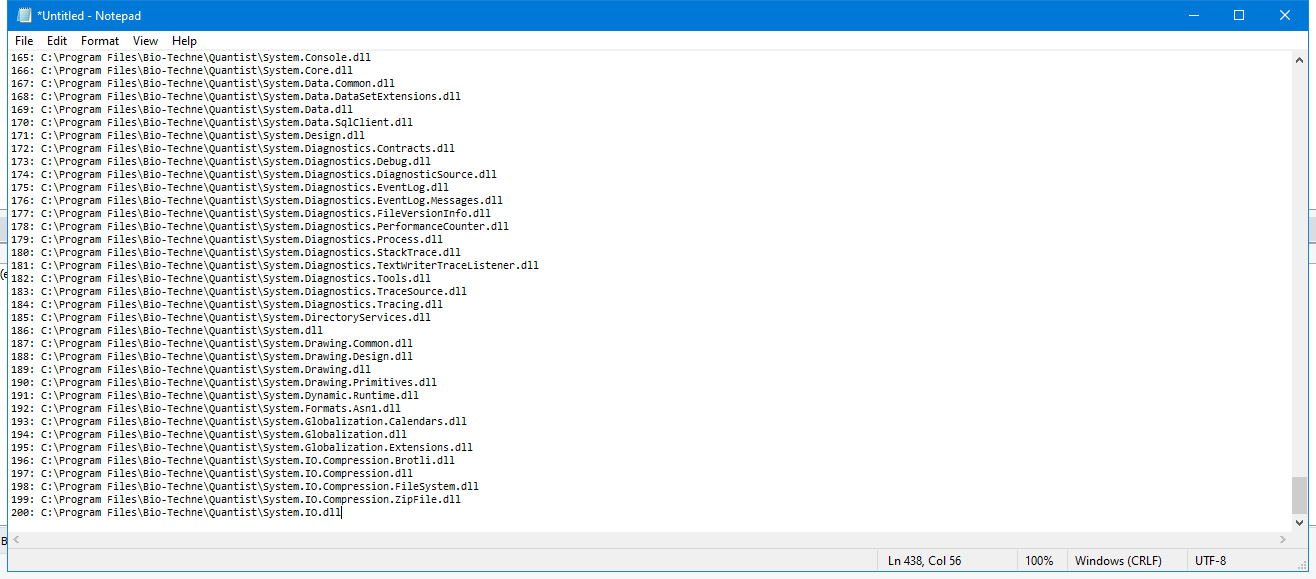 *Untitled - Notepad
File Edit Format View Help
165: C:\Program Files\Bio-Techne\Quantist\System.Console.dll
166: C:\Program Files\Bio-Techne\Quantist\System.Core.dll
167: C:\Program Files\Bio-Techne\Quantist\System.Data.Common.dll
168: C:\Program Files\Bio-Techne\Quantist\System.Data.DataSetExtensions.dll
169: C:\Program Files\Bio-Techne\Quantist\System.Data.dll
170: C:\Program Files\Bio-Techne\Quantist\System.Data.SqlClient.dll
171: C:\Program Files\Bio-Techne\Quantist\System.Design.dll
172: C:\Program Files\Bio-Techne\Quantist\System.Diagnostics.Contracts.dll
173: C:\Program Files\Bio-Techne\Quantist\System.Diagnostics.Debug.dll
174: C:\Program Files\Bio-Techne\Quantist\System.Diagnostics.DiagnosticSource.dll
175: C:\Program Files\Bio-Techne\Quantist\System.Diagnostics.EventLog.dll
176: C:\Program Files\Bio-Techne\Quantist\System.Diagnostics.EventLog.Messages.dll
177: C:\Program Files\Bio-Techne\Quantist\System.Diagnostics.FileVersionInfo.dll
178: C:\Program Files\Bio-Techne\Quantist\System.Diagnostics.PerformanceCounter.dll
179: C:\Program Files\Bio-Techne\Quantist\System.Diagnostics.Process.dll
180: C:\Program Files\Bio-Techne\Quantist\System.Diagnostics.StackTrace.dll
181: C:\Program Files\Bio-Techne\Quantist\System.Diagnostics.TextWriterTraceListener.dll
182: C:\Program Files\Bio-Techne\Quantist\System.Diagnostics.Tools.dll
183: C:\Program Files\Bio-Techne\Quantist\System.Diagnostics.TraceSource.dll
184: C:\Program Files\Bio-Techne\Quantist\System.Diagnostics.Tracing.dll
185: C:\Program Files\Bio-Techne\Quantist\System.DirectoryServices.dll
186: C:\Program Files\Bio-Techne\Quantist\System.dll
187: C:\Program Files\Bio-Techne\Quantist\System.Drawing.Common.dll
188: C:\Program Files\Bio-Techne\Quantist\System.Drawing.Design.dll
189: C:\Program Files\Bio-Techne\Quantist\System.Drawing.dll
190: C:\Program Files\Bio-Techne\Quantist\System.Drawing.Primitives.dll
191: C:\Program Files\Bio-Techne\Quantist\System.Dynamic.Runtime.dll
192: C:\Program Files\Bio-Techne\Quantist\System.Formats.Asn1.dll
193: C:\Program Files\Bio-Techne\Quantist\System.Globalization.Calendars.dll
194: C:\Program Files\Bio-Techne\Quantist\System.Globalization.dll
195: C:\Program Files\Bio-Techne\Quantist\System.Globalization.Extensions.dll
196: C:\Program Files\Bio-Techne\Quantist\System.IO.Compression.Brotli.dll
197: C:\Program Files\Bio-Techne\Quantist\System.IO.Compression.dll
198: C:\Program Files\Bio-Techne\Quantist\System.IO.Compression.FileSystem.dll
199: C:\Program Files\Bio-Techne\Quantist\System.IO.Compression.ZipFile.dll
200: C:\Program Files\Bio-Techne\Quantist\System.IO.dll
Ln 438, Col 56 100% Windows (CRLF) UTF-8